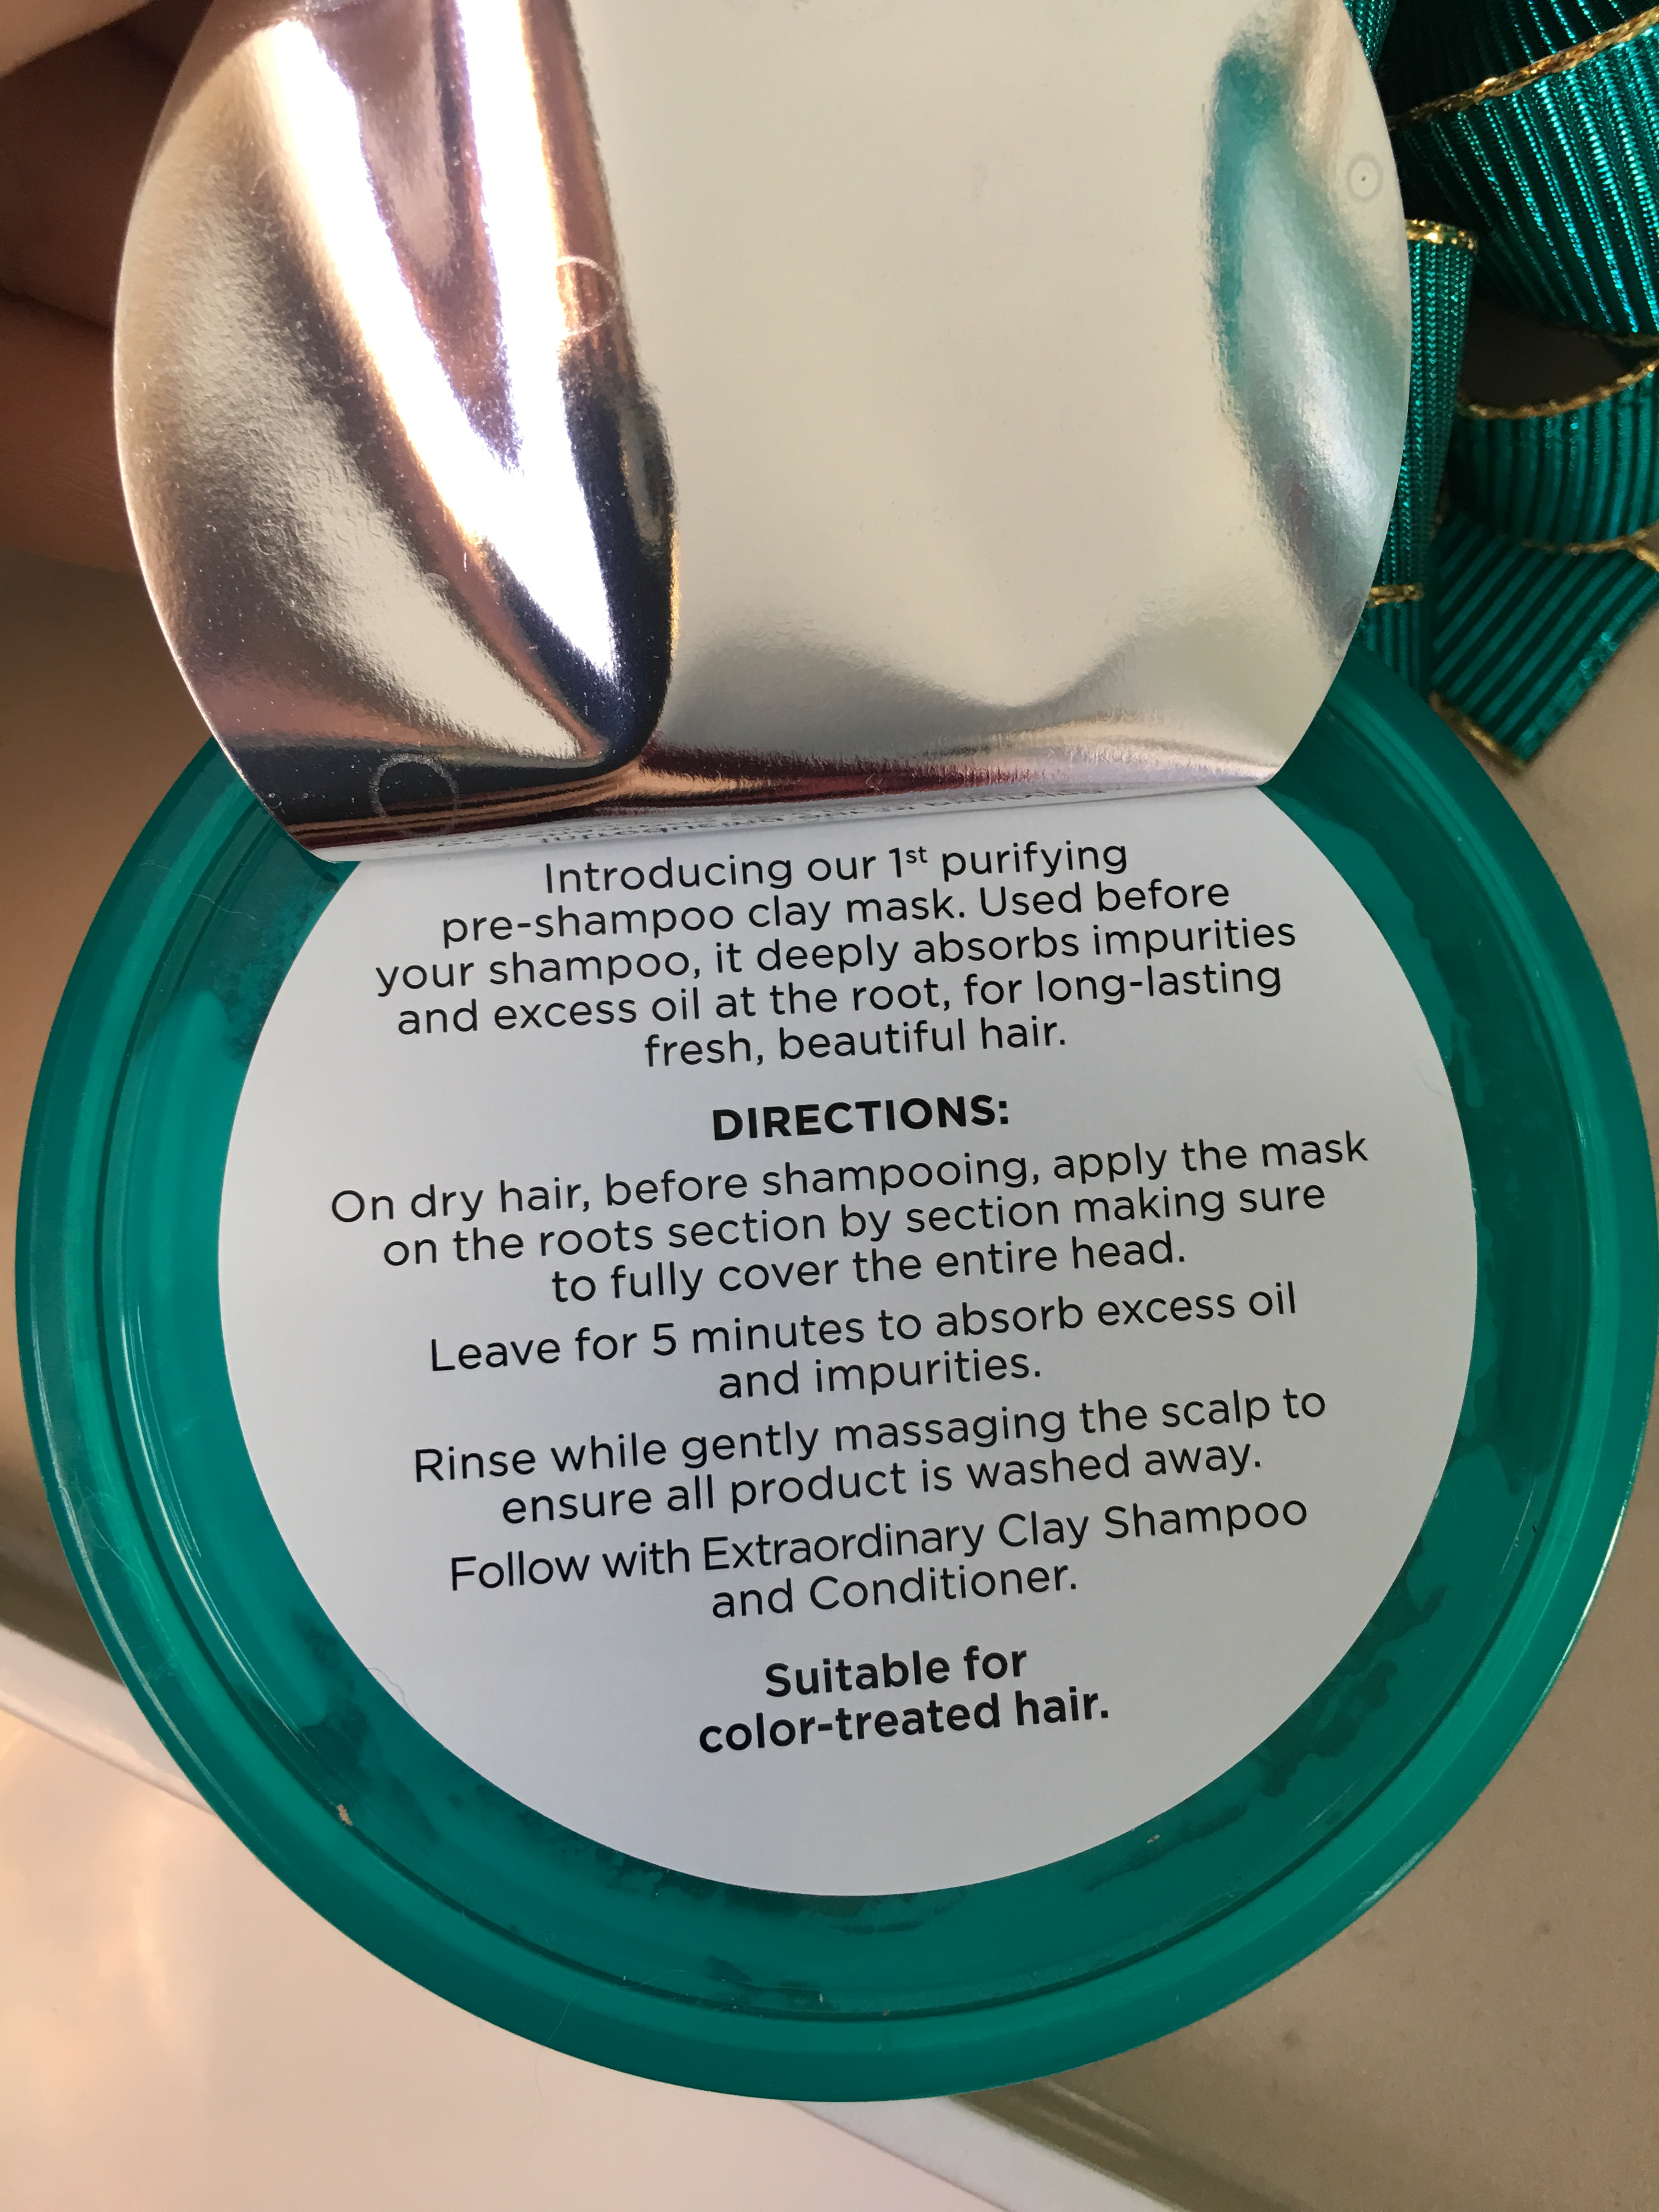 Introducing our 1st purifying
pre-shampoo clay mask. Used before
your shampoo, it deeply absorbs impurities
and excess oil at the root, for long-lasting
fresh, beautiful hair.
DIRECTIONS:
On dry hair, before shampooing, apply the mask
on the roots section by section making sure
to fully cover the entire head.
Leave for 5 minutes to absorb excess oil
and impurities.
Rinse while gently massaging the scalp to
ensure all product is washed away.
Follow with Extraordinary Clay Shampoo
and Conditioner.
Suitable for
color-treated hair.